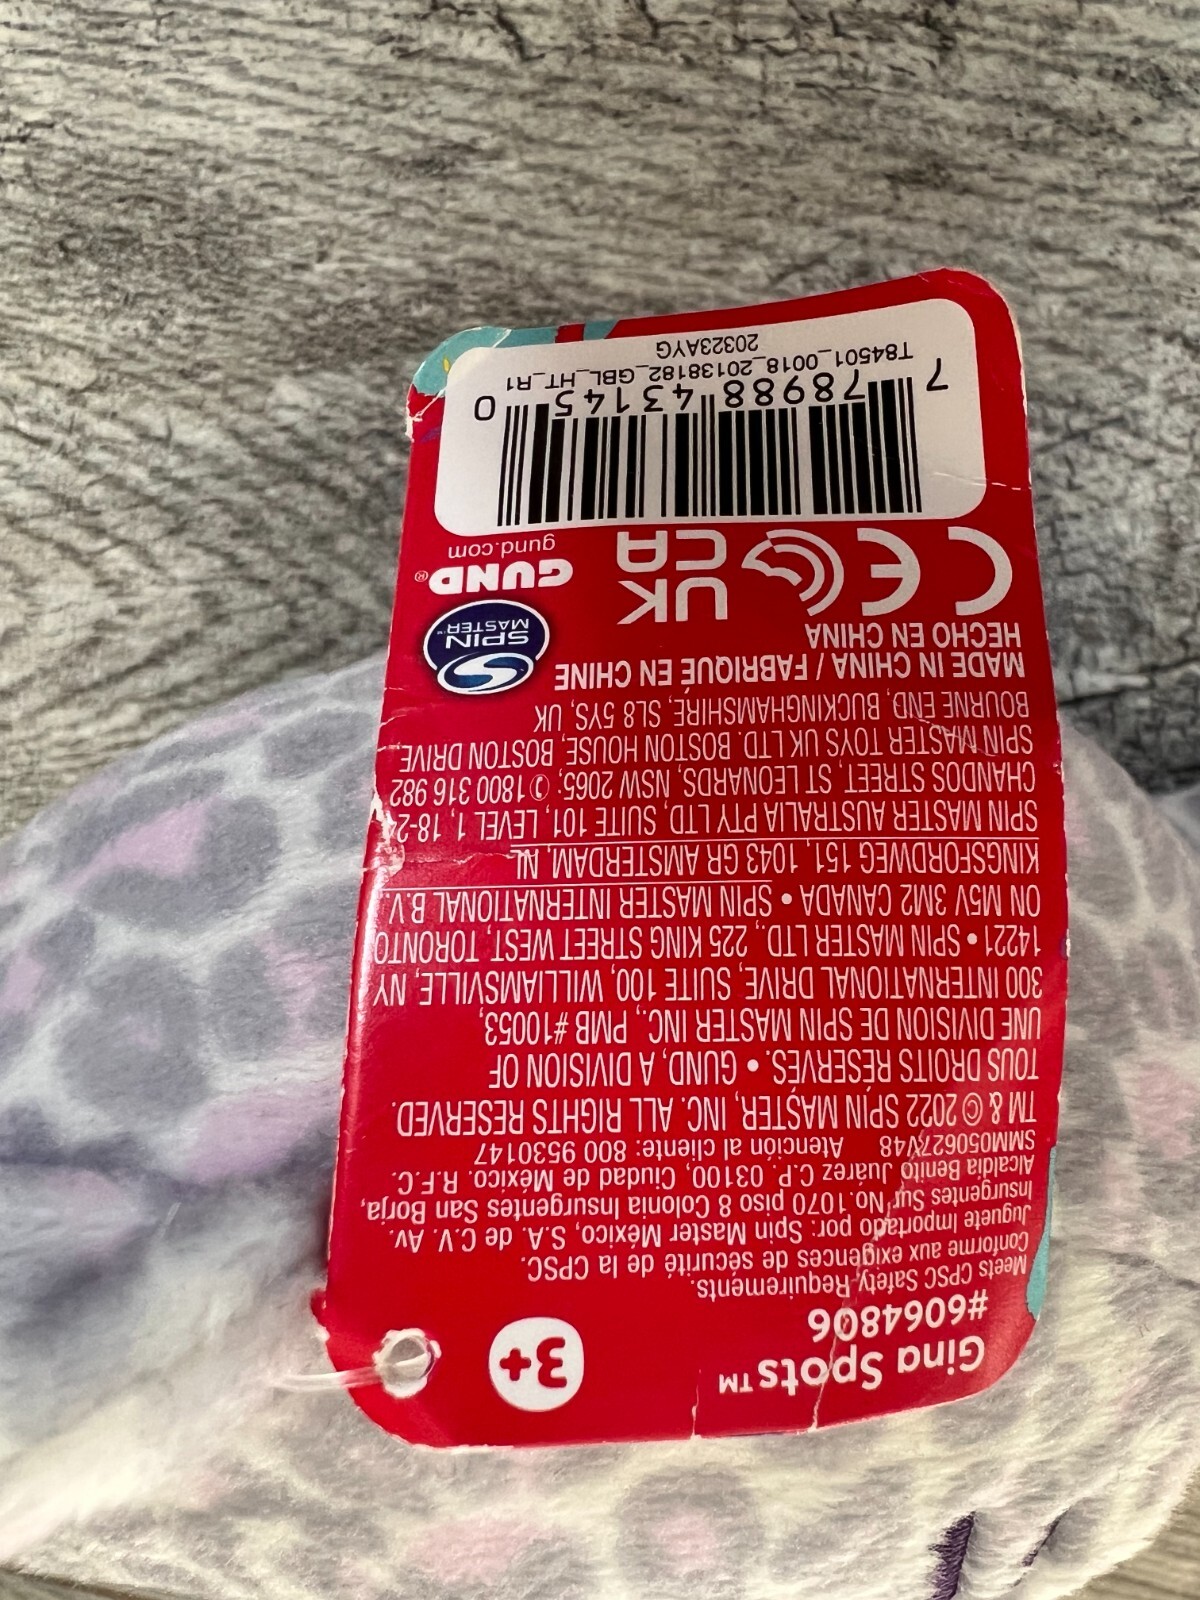 Gina Spots™
#6064806
3+
Meets CPSC Safety Requirements.
Conforme aux exigences de sécurité de la CPSC.
Juguete Importado por: Spin Master México, S.A. de C.V. Av.
Insurgentes Sur No. 1070 piso 8 Colonia Insurgentes San Borja,
Alcaldía Benito Juárez C.P. 03100, Ciudad de México. R.F.C.
SMM050627V48 Atención al cliente: 800 9530147
TM & © 2022 SPIN MASTER, INC. ALL RIGHTS RESERVED.
TOUS DROITS RÉSERVÉS. • GUND, A DIVISION OF
UNE DIVISION DE SPIN MASTER INC., PMB #10053,
300 INTERNATIONAL DRIVE, SUITE 100, WILLIAMSVILLE, NY
14221 • SPIN MASTER LTD., 225 KING STREET WEST, TORONTO
ON M5V 3M2 CANADA • SPIN MASTER INTERNATIONAL B.V.
KINGSFORDWEG 151, 1043 GR AMSTERDAM, NL
SPIN MASTER AUSTRALIA PTY LTD, SUITE 101, LEVEL 1, 18-24
CHANDOS STREET, ST LEONARDS, NSW 2065; ✆ 1800 316 982
SPIN MASTER TOYS UK LTD. BOSTON HOUSE, BOSTON DRIVE,
BOURNE END, BUCKINGHAMSHIRE, SL8 5YS, UK
MADE IN CHINA / FABRIQUÉ EN CHINE
HECHO EN CHINA
SPIN
MASTER™
CE
UK
CA
GUND®
gund.com
7 78988 43145 0
T84501_0018_20138182_GBL_HT_R1
20323AYG